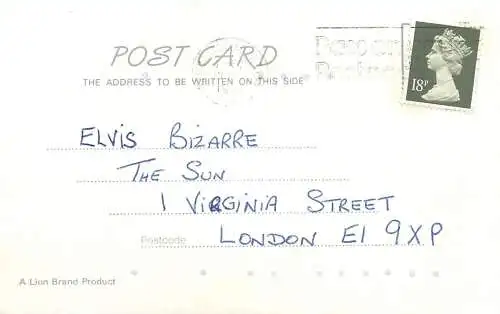 POST CARD
THE ADDRESS TO BE WRITTEN ON THIS SIDE
18P
ELVIS BIZARRE
THE SUN
1 VIRGINIA STREET
Postcode
LONDON E1 9XP
A Lion Brand Product